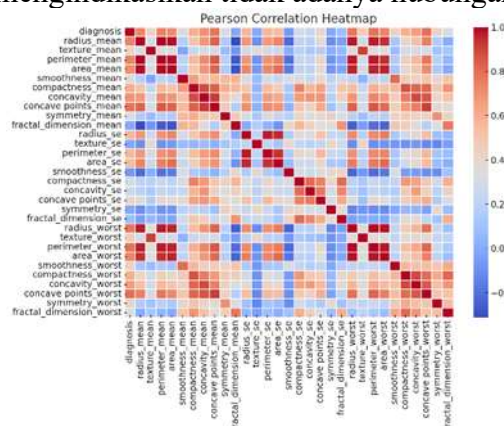 mengindikasikan tidak adanya hubungan
Pearson Correlation Heatmap
diagnosis
radius_mean
texture_mean
perimeter_mean
area_mean
smoothness_mean
compactness_mean
concavity_mean
concave points_mean
symmetry_mean
fractal_dimension_mean
radius_se
texture_se
perimeter_se
area_se
smoothness_se
compactness_se
concavity_se
concave points_se
symmetry_se
fractal_dimension_se
radius_worst
texture_worst
perimeter_worst
area_worst
smoothness_worst
compactness_worst
concavity_worst
concave points_worst
symmetry_worst
fractal_dimension_worst
1.0
0.8
0.6
0.4
0.2
0.0
diagnosis
radius_mean
texture_mean
perimeter_mean
area_mean
smoothness_mean
compactness_mean
concavity_mean
concave points_mean
symmetry_mean
fractal_dimension_mean
radius_se
texture_se
perimeter_se
area_se
smoothness_se
compactness_se
concavity_se
concave points_se
symmetry_se
fractal_dimension_se
radius_worst
texture_worst
perimeter_worst
area_worst
smoothness_worst
compactness_worst
concavity_worst
concave points_worst
symmetry_worst
fractal_dimension_worst